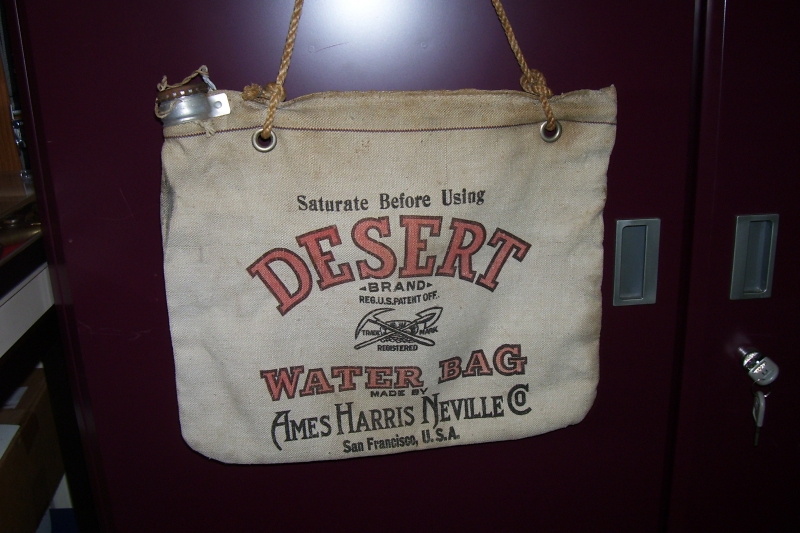 Saturate Before Using
DESERT
BRAND
REG.U.S.PATENT OFF.
TRADE MARK
REGISTERED
WATER BAG
MADE BY
AMES HARRIS NEVILLE CO
San Francisco, U.S.A.